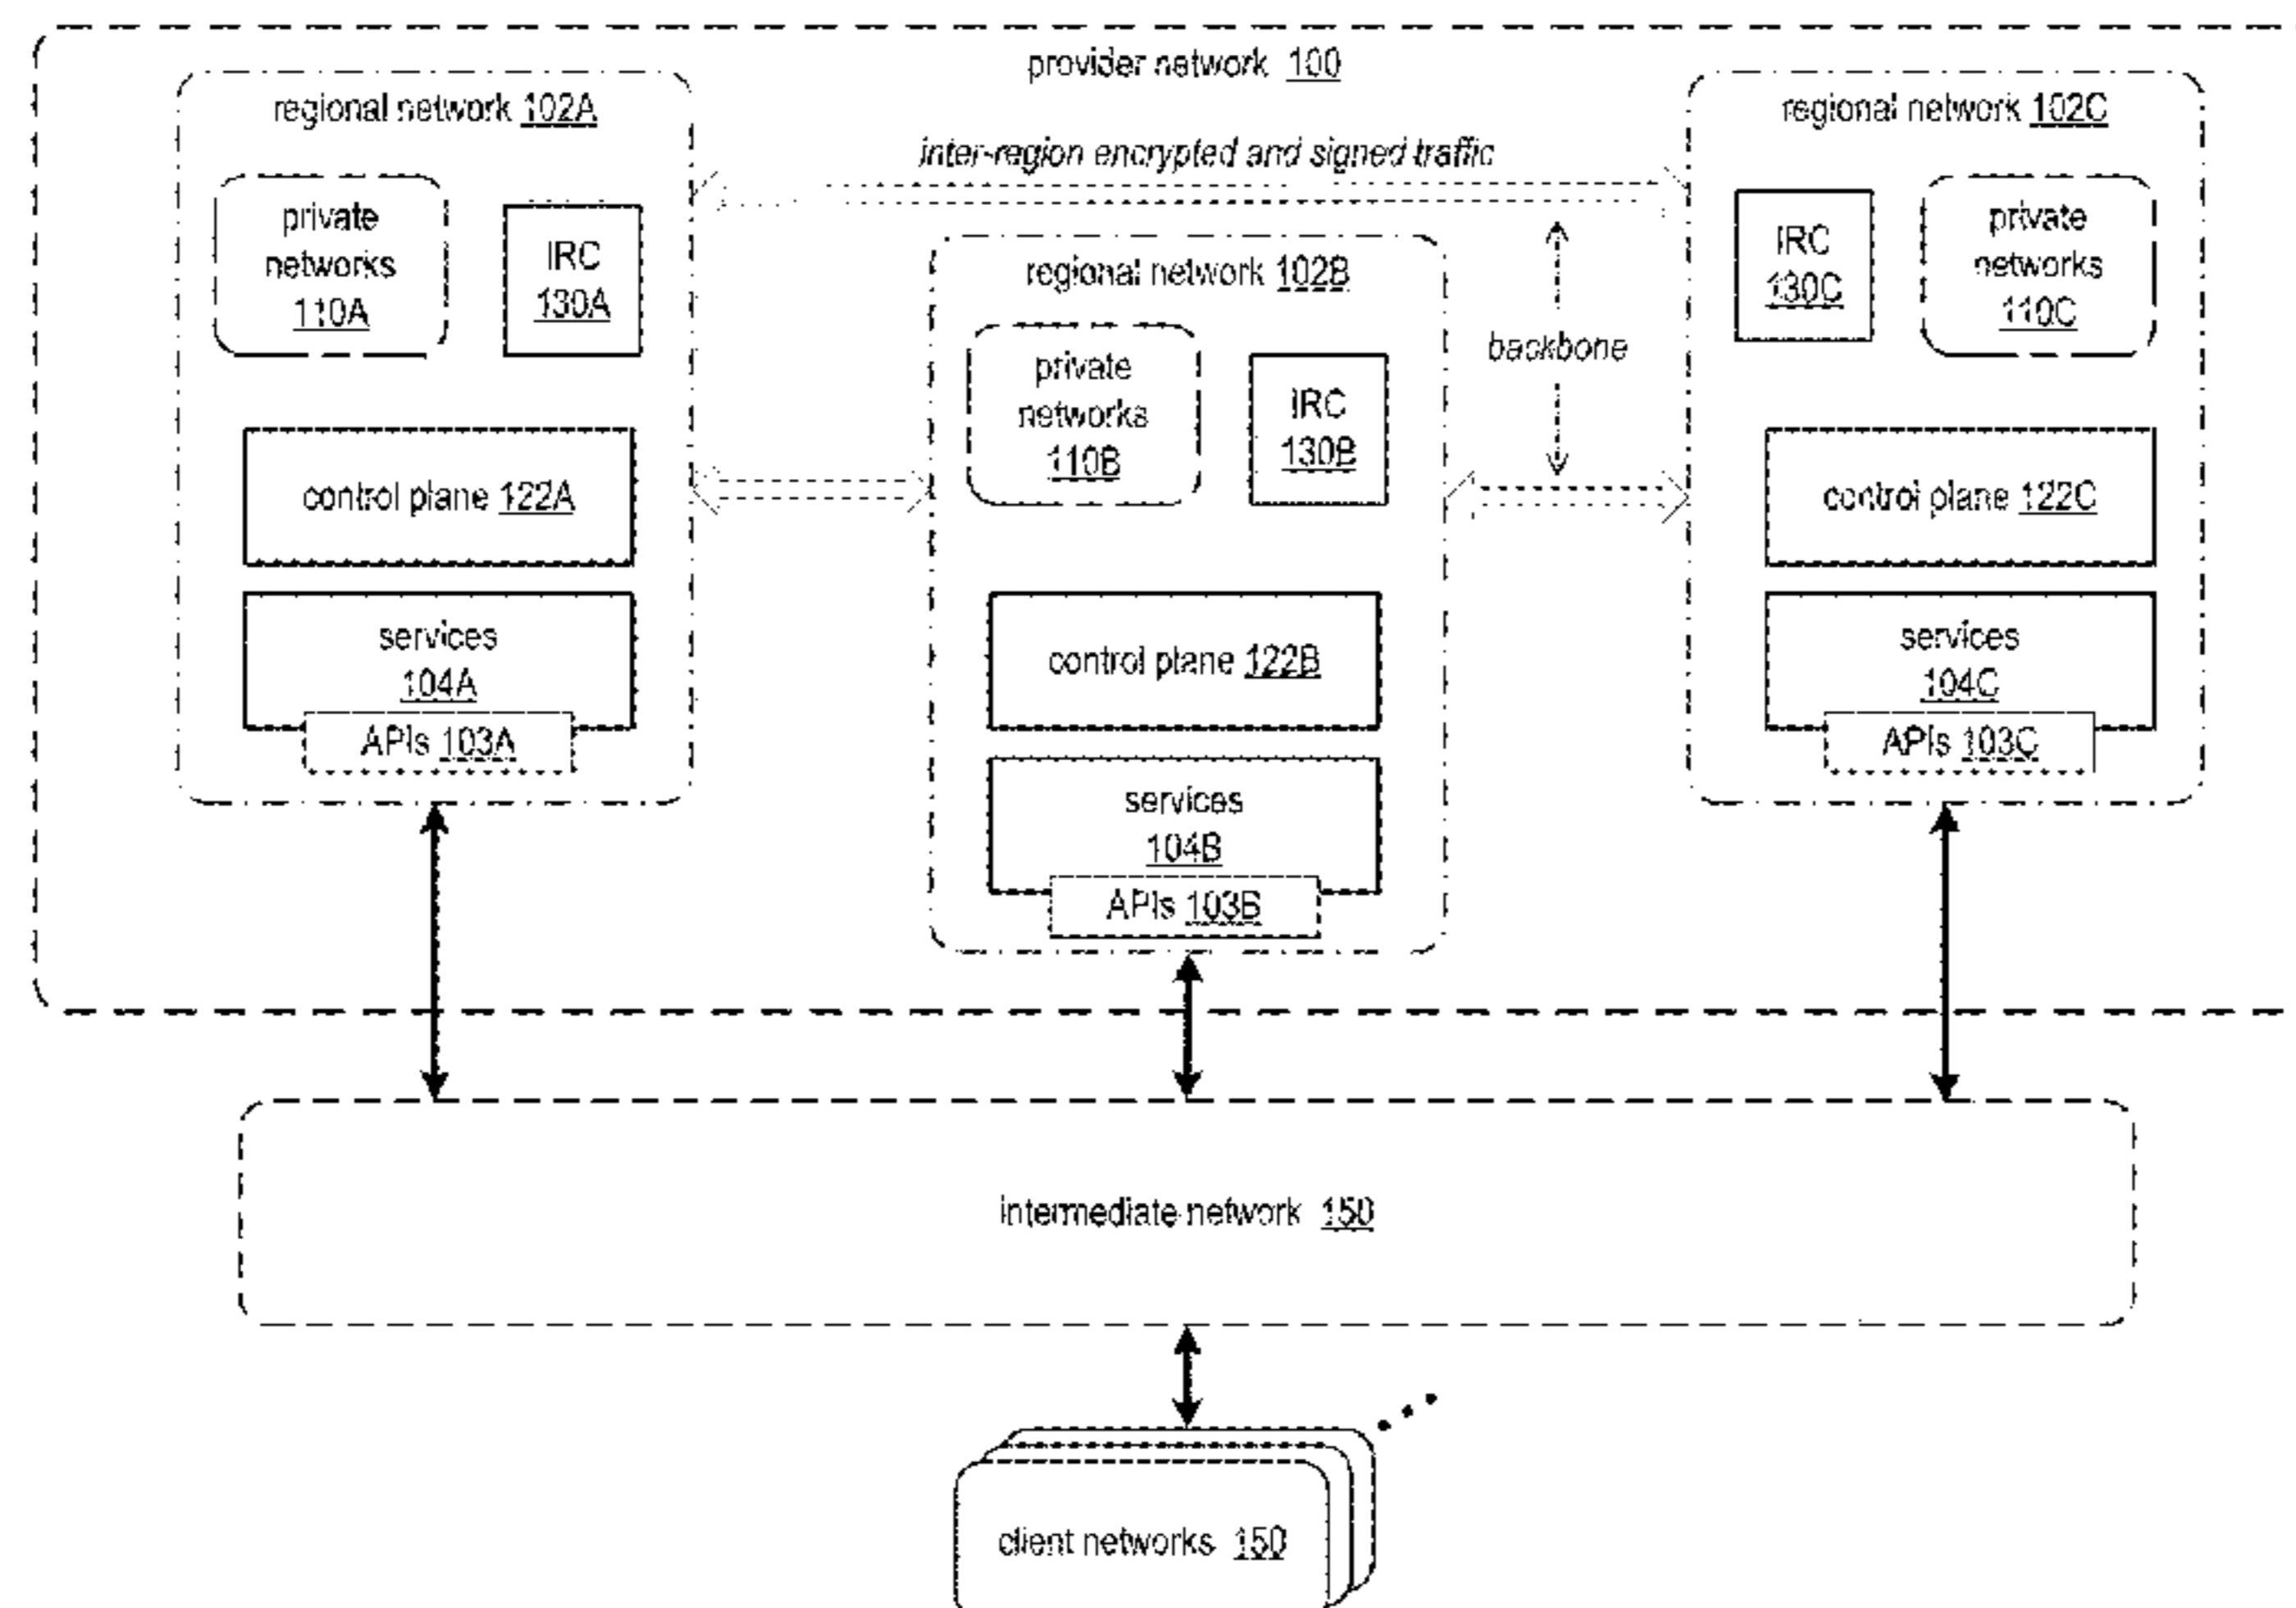 provider network 100
regional network 102A
private
networks
110A
IRC
130A
control plane 122A
services
104A
APIs 103A
inter-region encrypted and signed traffic
regional network 102B
private
networks
110B
IRC
130B
control plane 122B
services
104B
APIs 103B
backbone
regional network 102C
IRC
130C
private
networks
110C
control plane 122C
services
104C
APIs 103C
intermediate network 150
client networks 150